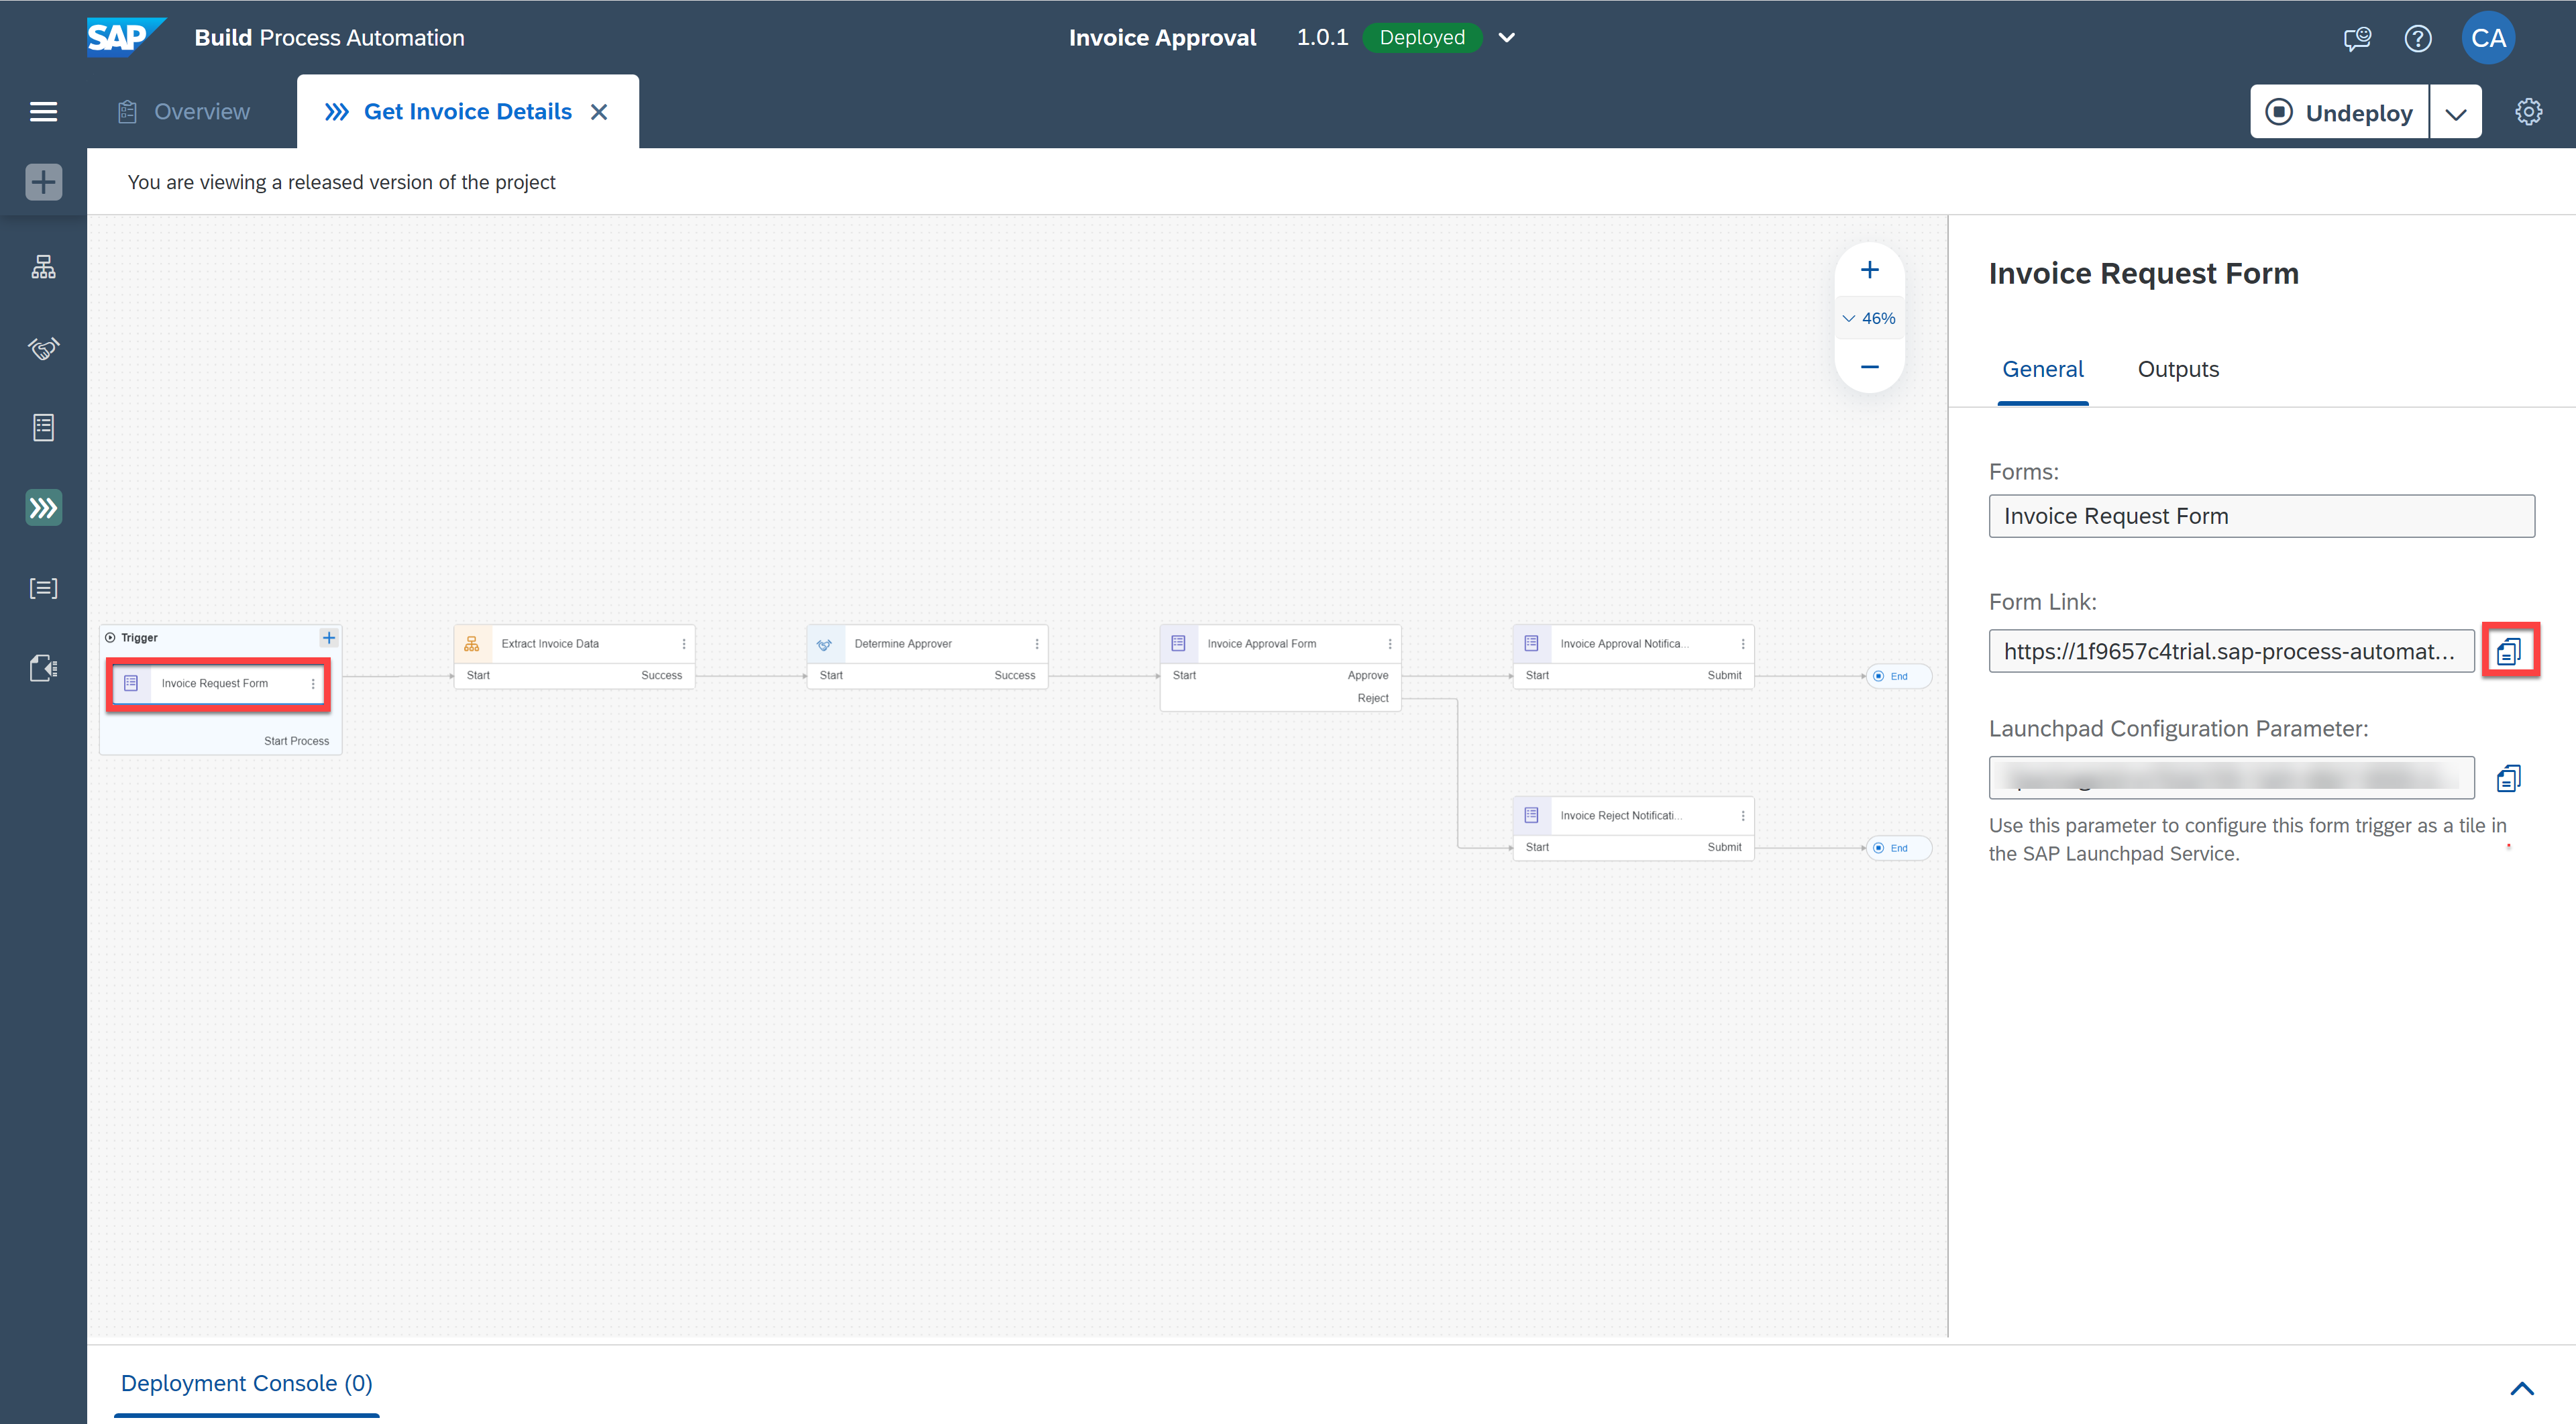 SAP Build Process Automation
Invoice Approval 1.0.1 Deployed
CA
Overview
Get Invoice Details
Undeploy
You are viewing a released version of the project
46%
Trigger
Invoice Request Form
Start Process
Extract Invoice Data
Start Success
Determine Approver
Start Success
Invoice Approval Form
Start Approve
Reject
Invoice Approval Notifica...
Start Submit
End
Invoice Reject Notificati...
Start Submit
End
Invoice Request Form
General Outputs
Forms:
Invoice Request Form
Form Link:
https://1f9657c4trial.sap-process-automat...
Launchpad Configuration Parameter:
Use this parameter to configure this form trigger as a tile in
the SAP Launchpad Service.
Deployment Console (0)